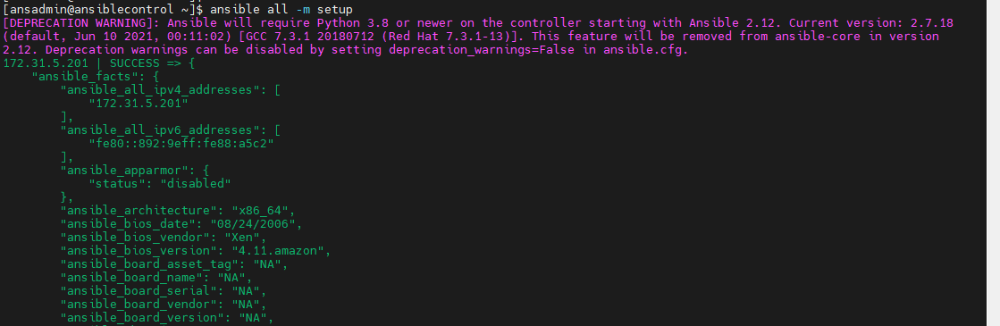 [ansadmin@ansiblecontrol ~]$ ansible all -m setup
[DEPRECATION WARNING]: Ansible will require Python 3.8 or newer on the controller starting with Ansible 2.12. Current version: 2.7.18
(default, Jun 10 2021, 00:11:02) [GCC 7.3.1 20180712 (Red Hat 7.3.1-13)]. This feature will be removed from ansible-core in version
2.12. Deprecation warnings can be disabled by setting deprecation_warnings=False in ansible.cfg.
172.31.5.201 | SUCCESS => {
    "ansible_facts": {
        "ansible_all_ipv4_addresses": [
            "172.31.5.201"
        ],
        "ansible_all_ipv6_addresses": [
            "fe80::892:9eff:fe88:a5c2"
        ],
        "ansible_apparmor": {
            "status": "disabled"
        },
        "ansible_architecture": "x86_64",
        "ansible_bios_date": "08/24/2006",
        "ansible_bios_vendor": "Xen",
        "ansible_bios_version": "4.11.amazon",
        "ansible_board_asset_tag": "NA",
        "ansible_board_name": "NA",
        "ansible_board_serial": "NA",
        "ansible_board_vendor": "NA",
        "ansible_board_version": "NA",